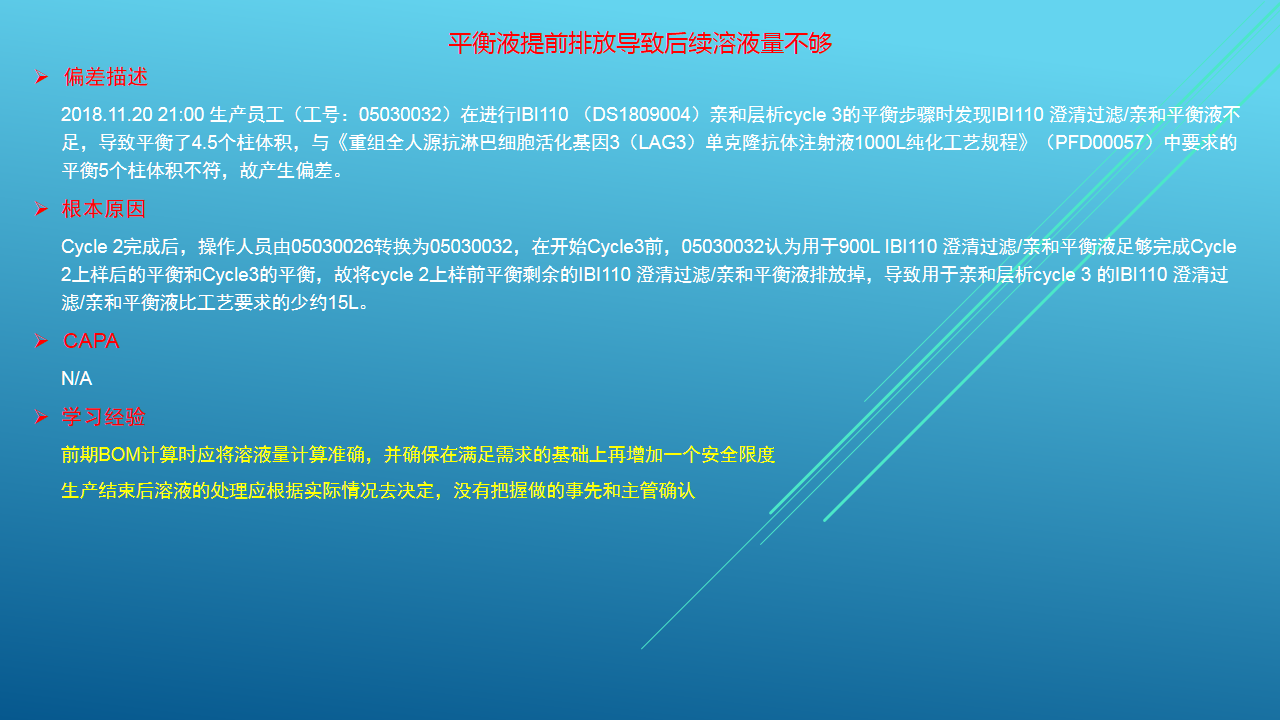 平衡液提前排放导致后续溶液量不够
偏差描述
2018.11.20 21:00 生产员工（工号：05030032）在进行IBI110 （DS1809004）亲和层析cycle 3的平衡步骤时发现IBI110 澄清过滤/亲和平衡液不
足，导致平衡了4.5个柱体积，与《重组全人源抗淋巴细胞活化基因3（LAG3）单克隆抗体注射液1000L纯化工艺规程》（PFD00057）中要求的
平衡5个柱体积不符，故产生偏差。
根本原因
Cycle 2完成后，操作人员由05030026转换为05030032，在开始Cycle3前，05030032认为用于900L IBI110 澄清过滤/亲和平衡液足够完成Cycle
2上样后的平衡和Cycle3的平衡，故将cycle 2上样前平衡剩余的IBI110 澄清过滤/亲和平衡液排放掉，导致用于亲和层析cycle 3 的IBI110 澄清过
滤/亲和平衡液比工艺要求的少约15L。
CAPA
N/A
学习经验
前期BOM计算时应将溶液量计算准确，并确保在满足需求的基础上再增加一个安全限度
生产结束后溶液的处理应根据实际情况去决定，没有把握做的事先和主管确认